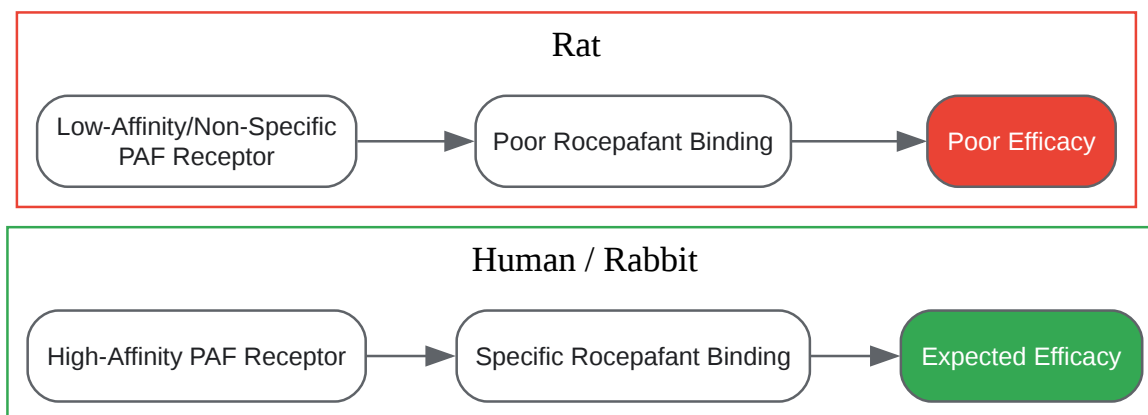 Rat
Low-Affinity/Non-Specific
PAF Receptor
Poor Rocepafant Binding
Poor Efficacy
Human / Rabbit
High-Affinity PAF Receptor
Specific Rocepafant Binding
Expected Efficacy